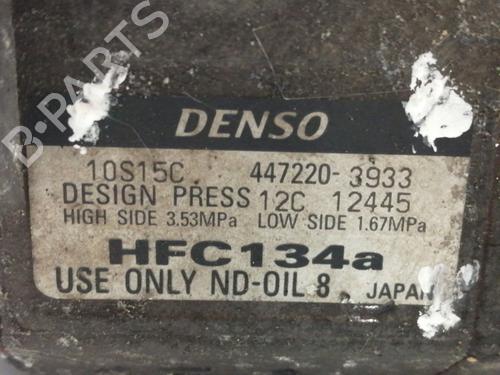 B-PARTS
DENSO
10S15C 447220-3933
DESIGN PRESS 12C 12445
HIGH SIDE 3.53MPa LOW SIDE 1.67MPa
HFC134a
USE ONLY ND-OIL 8 JAPAN